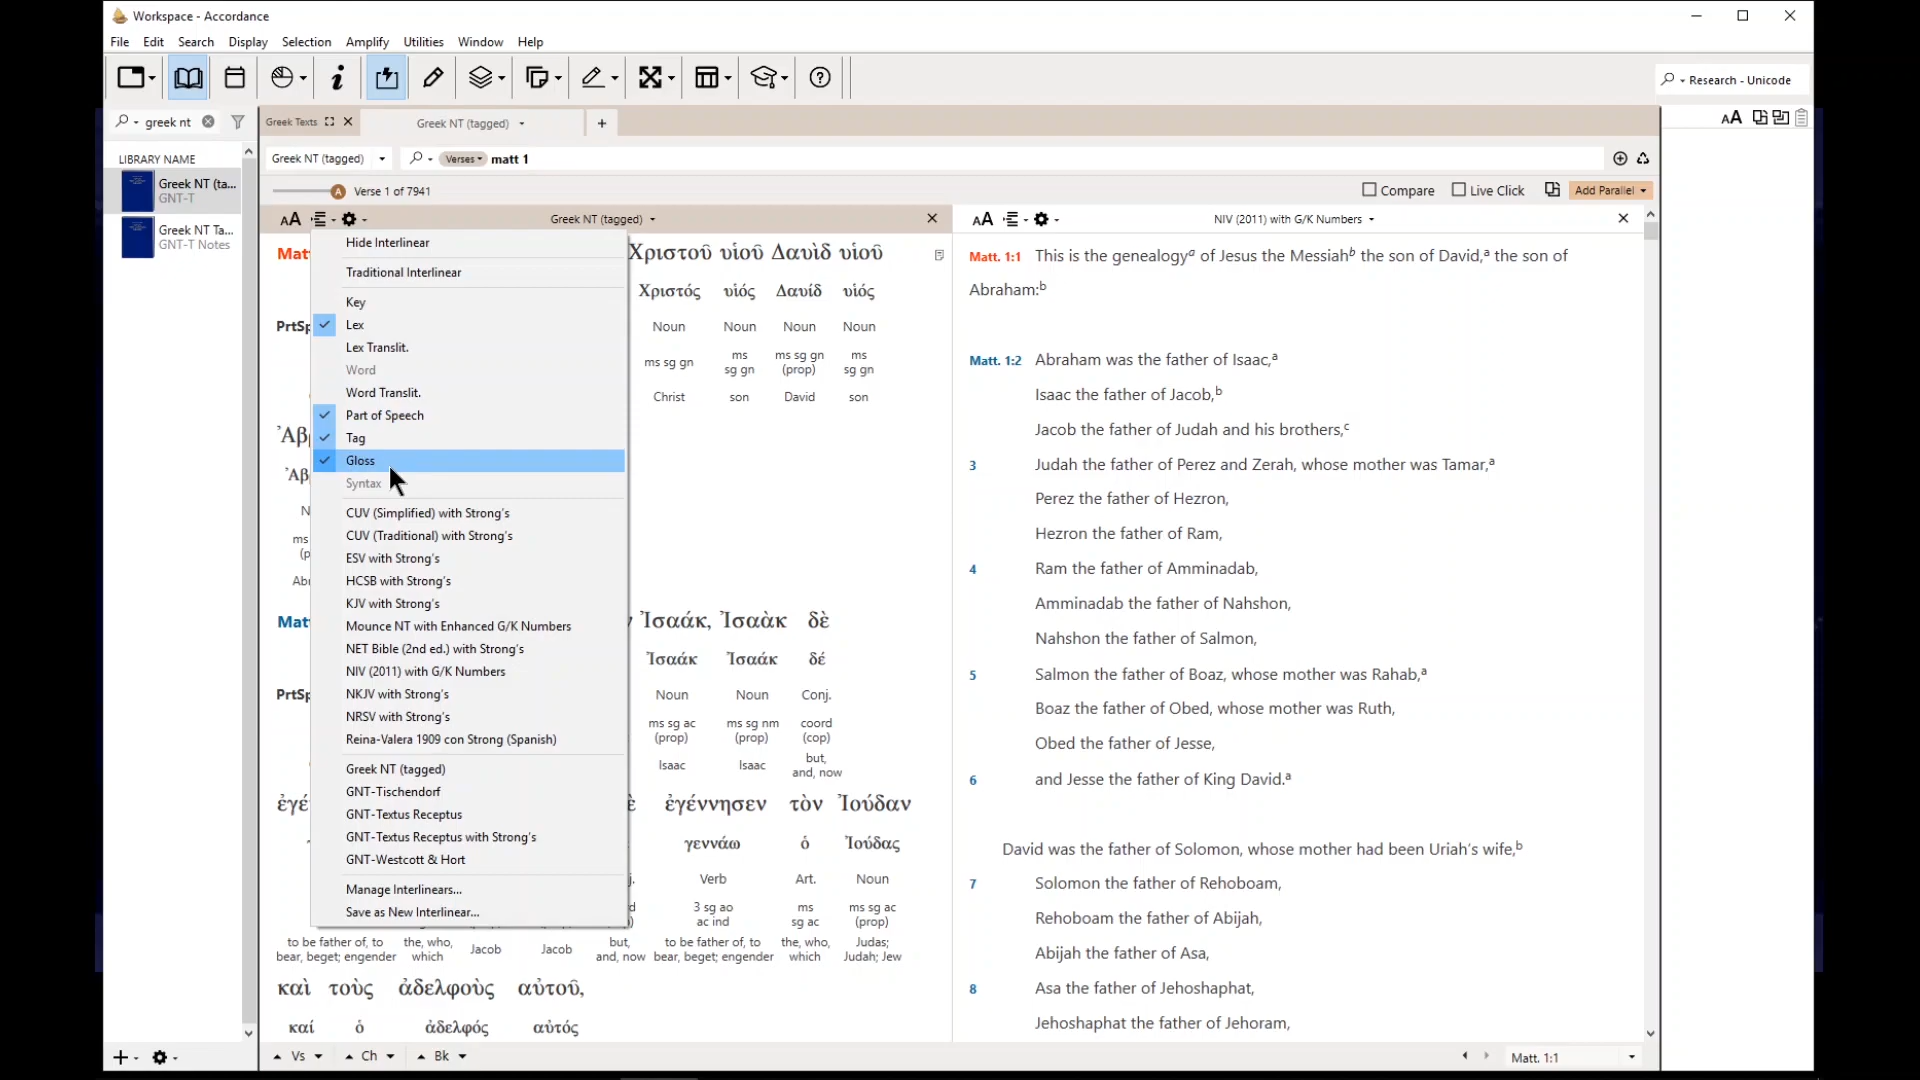 Workspace - Accordance
File Edit Search Display Selection Amplify Utilities Window Help
Research - Unicode
greek nt
LIBRARY NAME
Greek NT (ta...
GNT-T
Greek NT Ta...
GNT-T Notes
Greek Texts
Greek NT (tagged)
Greek NT (tagged) Verses matt 1
Verse 1 of 7941
Compare Live Click Add Parallel
AA Greek NT (tagged)
Hide Interlinear
Traditional Interlinear
Key
Lex
Lex Translit.
Word
Word Translit.
Part of Speech
Tag
Gloss
Syntax
CUV (Simplified) with Strong's
CUV (Traditional) with Strong's
ESV with Strong's
HCSB with Strong's
KJV with Strong's
Mounce NT with Enhanced G/K Numbers
NET Bible (2nd ed.) with Strong's
NIV (2011) with G/K Numbers
NKJV with Strong's
NRSV with Strong's
Reina-Valera 1909 con Strong (Spanish)
Greek NT (tagged)
GNT-Tischendorf
GNT-Textus Receptus
GNT-Textus Receptus with Strong's
GNT-Westcott & Hort
Manage Interlinears...
Save as New Interlinear...
Χριστοῦ υἱοῦ Δαυὶδ υἱοῦ
Χριστός υἱός Δαυίδ υἱός
Noun Noun Noun Noun
ms sg gn ms sg gn ms sg gn (prop) ms sg gn
Christ son David son
Ἰσαάκ, Ἰσαὰκ δὲ
Ἰσαάκ Ἰσαάκ δέ
Noun Noun Conj.
ms sg ac (prop) ms sg nm (prop) coord (cop)
Isaac Isaac but, and, now
ἐγέννησεν τὸν Ἰούδαν
γεννάω ὁ Ἰούδας
Verb Art. Noun
3 sg ao ac ind ms sg ac ms sg ac (prop)
to be father of, to the, who, but, to be father of, to the, who, Judas;
bear, beget; engender which Jacob Jacob and, now bear, beget; engender which Judah; Jew
καὶ τοὺς ἀδελφοὺς αὐτοῦ,
καί ὁ ἀδελφός αὐτός
AA NIV (2011) with G/K Numbers
Matt. 1:1 This is the genealogyª of Jesus the Messiahᵇ the son of David,ª the son of
Abraham:ᵇ
Matt. 1:2 Abraham was the father of Isaac,ª
Isaac the father of Jacob,ᵇ
Jacob the father of Judah and his brothers,ᶜ
3 Judah the father of Perez and Zerah, whose mother was Tamar,ª
Perez the father of Hezron,
Hezron the father of Ram,
4 Ram the father of Amminadab,
Amminadab the father of Nahshon,
Nahshon the father of Salmon,
5 Salmon the father of Boaz, whose mother was Rahab,ª
Boaz the father of Obed, whose mother was Ruth,
Obed the father of Jesse,
6 and Jesse the father of King David.ª
David was the father of Solomon, whose mother had been Uriah's wife,ᵇ
7 Solomon the father of Rehoboam,
Rehoboam the father of Abijah,
Abijah the father of Asa,
8 Asa the father of Jehoshaphat,
Jehoshaphat the father of Jehoram,
Vs Ch Bk
Matt. 1:1
AA